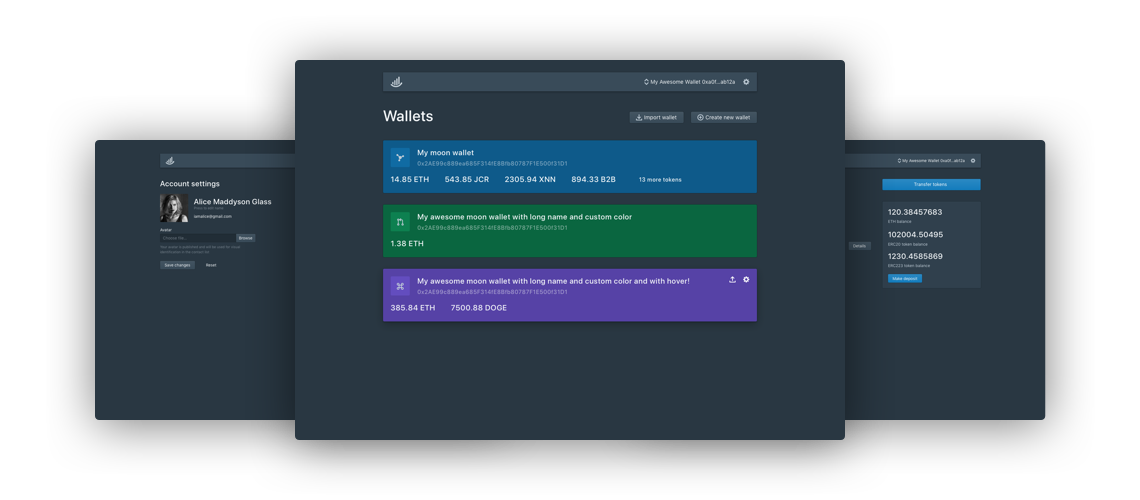 My Awesome Wallet 0xa0f...ab12a
Wallets
Import wallet
Create new wallet
My moon wallet
0x2AE99c889ea685F314fE88fb80787F1E500f31D1
14.85 ETH 543.85 JCR 2305.94 XNN 894.33 B2B 13 more tokens
My awesome moon wallet with long name and custom color
1.38 ETH
My awesome moon wallet with long name and custom color and with hover!
0x2AE99c889ea685F314fE88fb80787F1E500f31D1
385.84 ETH 7500.88 DOGE
Account settings
Alice Maddyson Glass
iamalice@gmail.com
Avatar
Choose file...
Browse
Save changes
Reset
My Awesome Wallet 0xa0f...ab12a
Transfer tokens
120.38457683
ETH balance
102004.50495
ERC20 token balance
1230.4585869
ERC223 token balance
Make deposit
Details